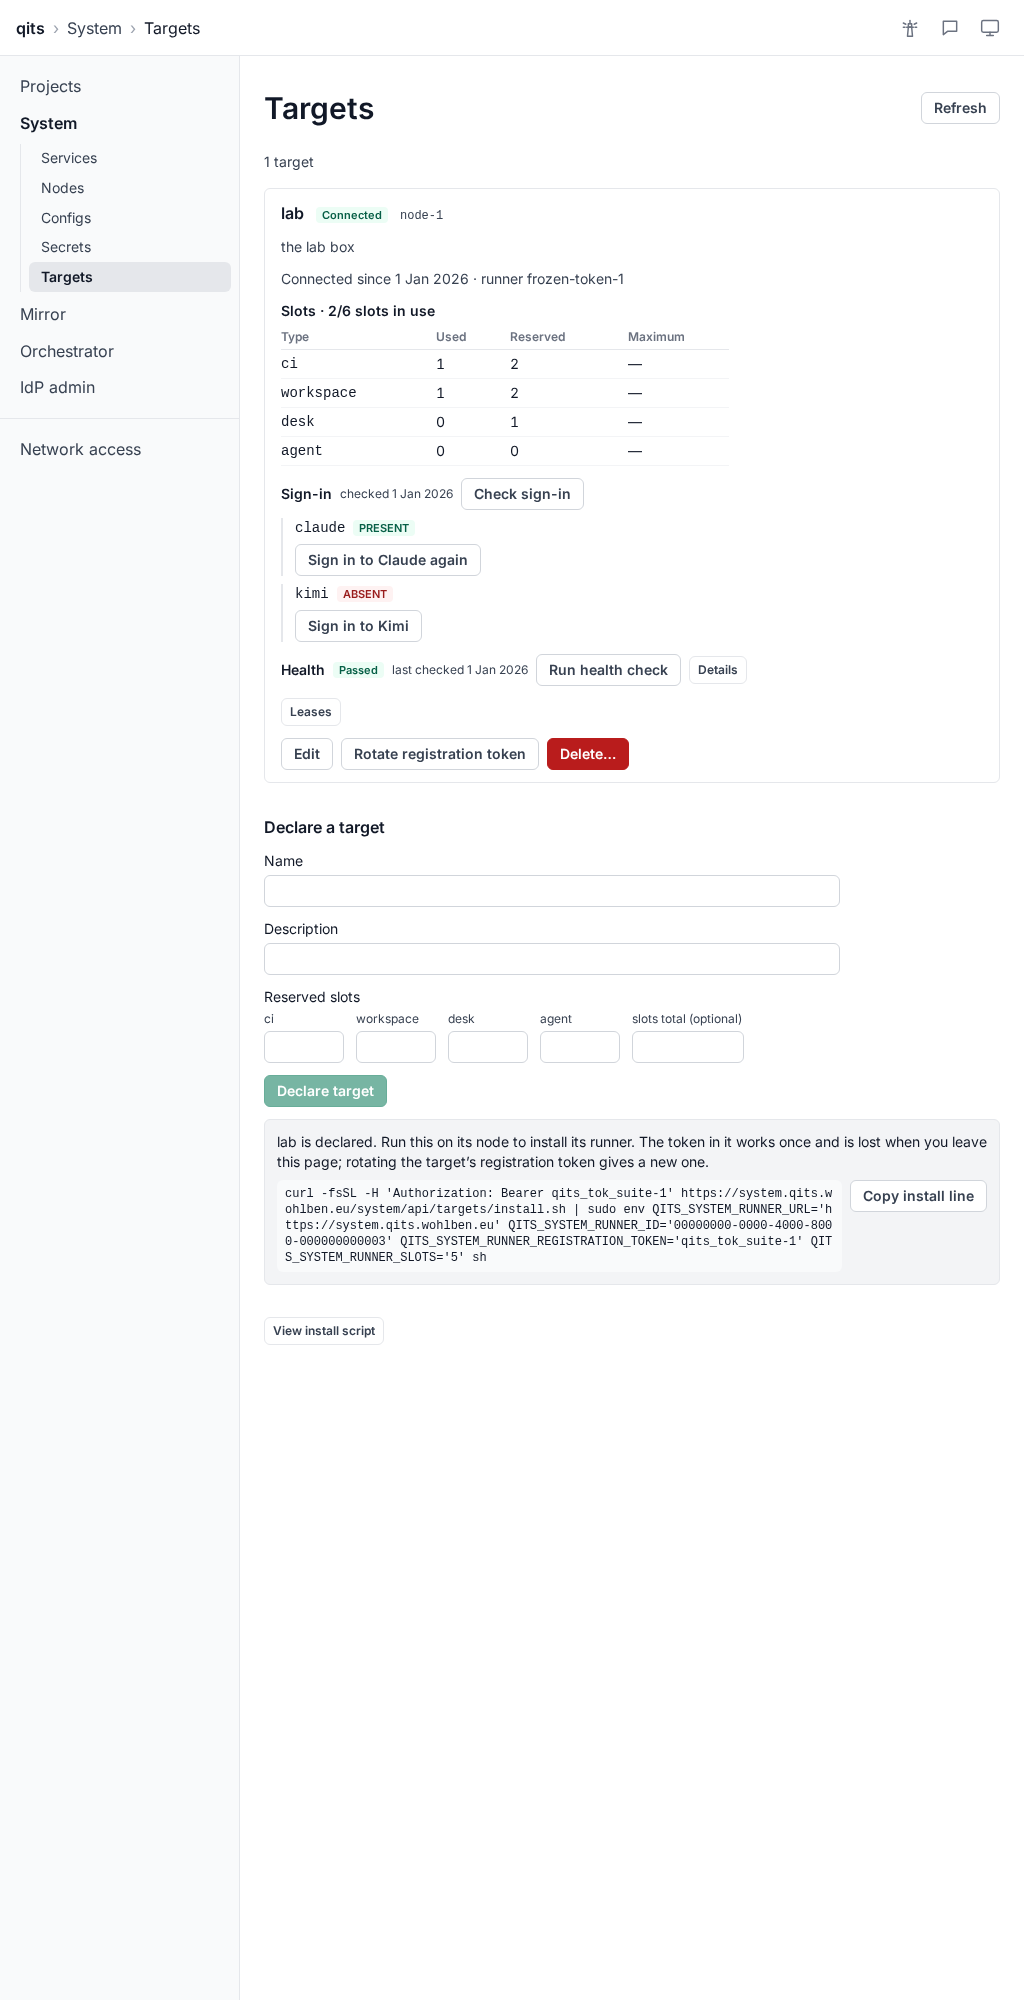 qits › System › Targets
Projects
System
Services
Nodes
Configs
Secrets
Targets
Mirror
Orchestrator
IdP admin
Network access
Targets
Refresh
1 target
lab Connected node-1
the lab box
Connected since 1 Jan 2026 · runner frozen-token-1
Slots · 2/6 slots in use
Type Used Reserved Maximum
ci 1 2 —
workspace 1 2 —
desk 0 1 —
agent 0 0 —
Sign-in checked 1 Jan 2026 Check sign-in
claude PRESENT
Sign in to Claude again
kimi ABSENT
Sign in to Kimi
Health Passed last checked 1 Jan 2026 Run health check Details
Leases
Edit Rotate registration token Delete...
Declare a target
Name
Description
Reserved slots
ci workspace desk agent slots total (optional)
Declare target
lab is declared. Run this on its node to install its runner. The token in it works once and is lost when you leave
this page; rotating the target’s registration token gives a new one.
curl -fsSL -H 'Authorization: Bearer qits_tok_suite-1' https://system.qits.w
ohlben.eu/system/api/targets/install.sh | sudo env QITS_SYSTEM_RUNNER_URL='h
ttps://system.qits.wohlben.eu' QITS_SYSTEM_RUNNER_ID='00000000-0000-4000-800
0-000000000003' QITS_SYSTEM_RUNNER_REGISTRATION_TOKEN='qits_tok_suite-1' QIT
S_SYSTEM_RUNNER_SLOTS='5' sh
Copy install line
View install script